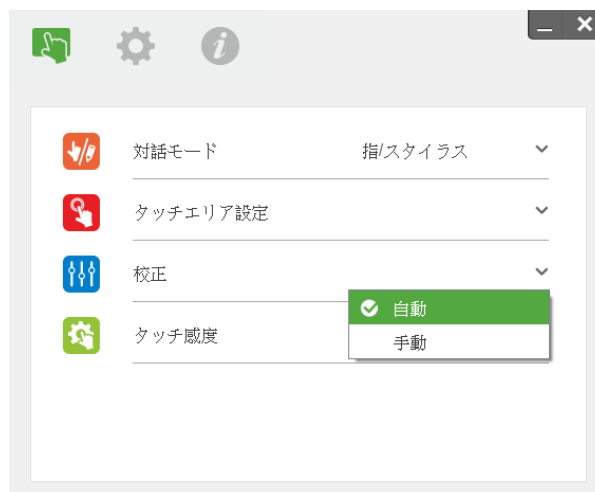 対話モード 指/スタイラス
タッチエリア設定
校正
自動
タッチ感度
手動